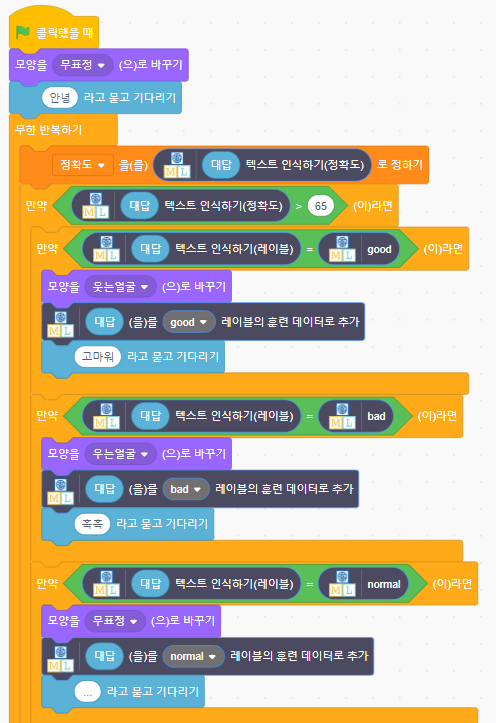 클릭했을 때
모양을 무표정 (으)로 바꾸기
안녕 라고 묻고 기다리기
무한 반복하기
정확도 을(를) ML 대답 텍스트 인식하기(정확도) 로 정하기
만약 ML 대답 텍스트 인식하기(정확도) > 65 (이)라면
만약 ML 대답 텍스트 인식하기(레이블) = ML good (이)라면
모양을 웃는얼굴 (으)로 바꾸기
ML 대답 (을)를 good 레이블의 훈련 데이터로 추가
고마워 라고 묻고 기다리기
만약 ML 대답 텍스트 인식하기(레이블) = ML bad (이)라면
모양을 우는얼굴 (으)로 바꾸기
ML 대답 (을)를 bad 레이블의 훈련 데이터로 추가
흑흑 라고 묻고 기다리기
만약 ML 대답 텍스트 인식하기(레이블) = ML normal (이)라면
모양을 무표정 (으)로 바꾸기
ML 대답 (을)를 normal 레이블의 훈련 데이터로 추가
... 라고 묻고 기다리기